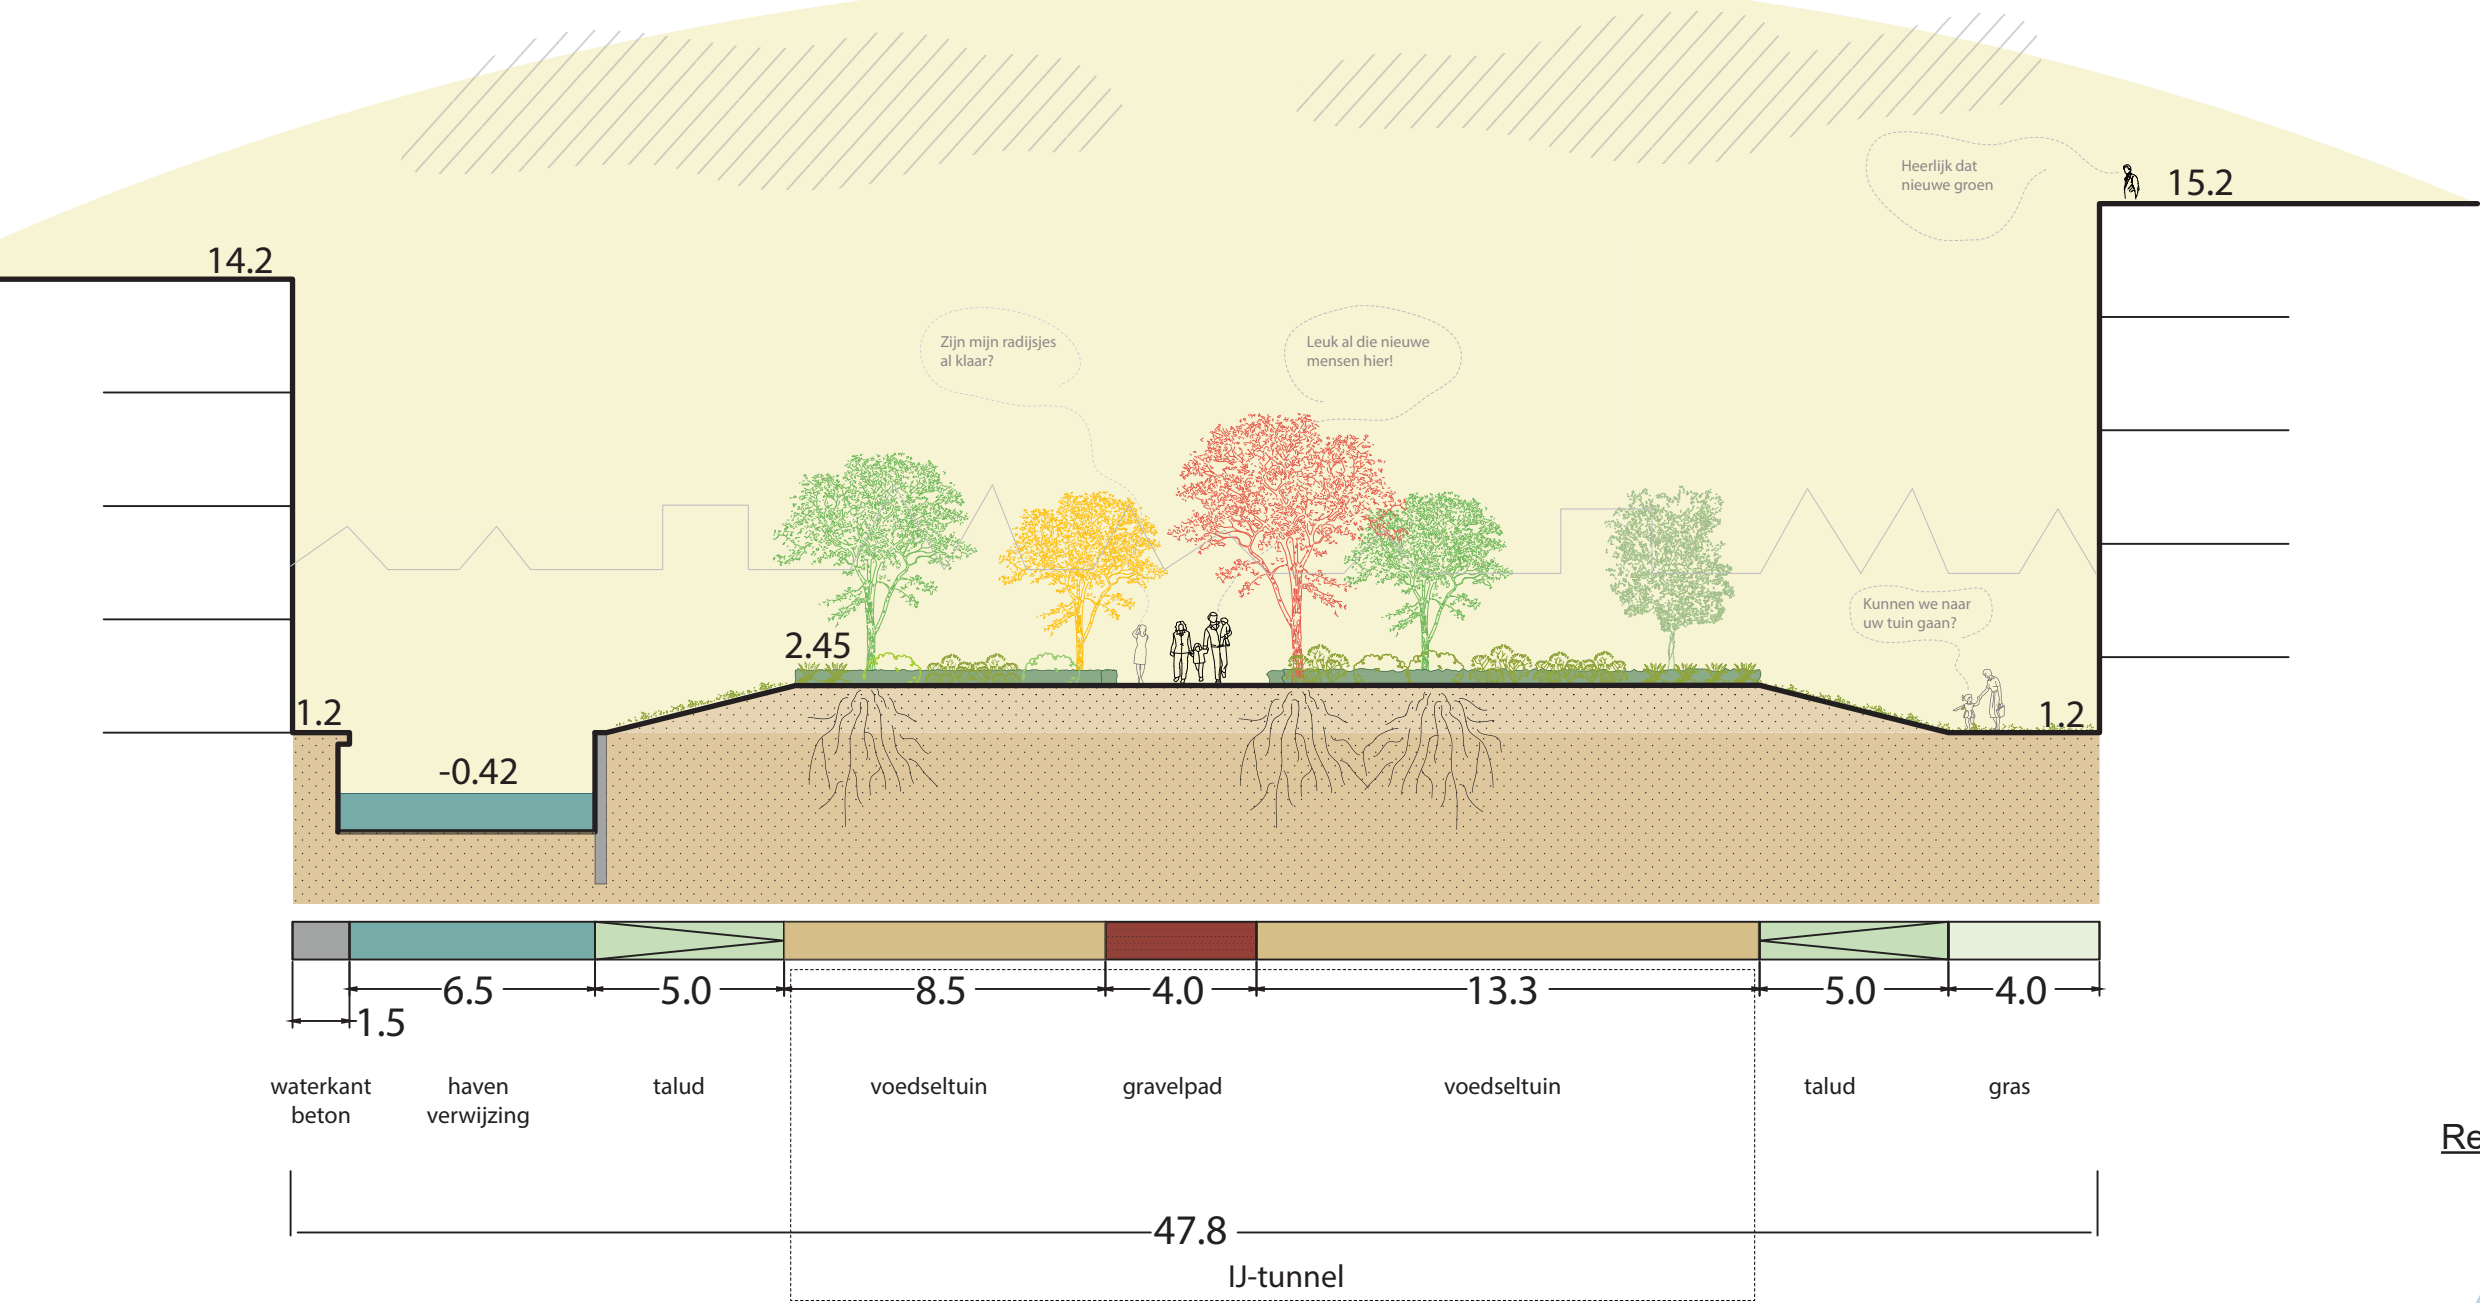 Heerlijk dat
nieuwe groen
15.2
14.2
Zijn mijn radijsjes
al klaar?
Leuk al die nieuwe
mensen hier!
Kunnen we naar
uw tuin gaan?
2.45
1.2
1.2
-0.42
6.5
5.0
8.5
4.0
13.3
5.0
4.0
1.5
waterkant
beton
haven
verwijzing
talud
voedseltuin
gravelpad
voedseltuin
talud
gras
Re
47.8
IJ-tunnel